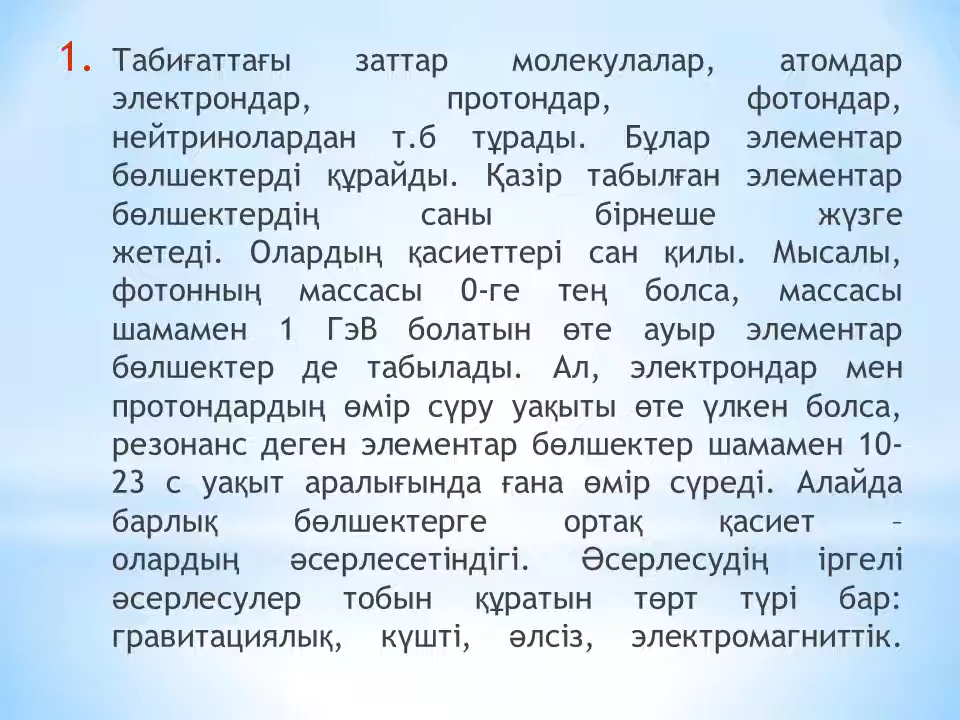 1. Табиғаттағы заттар молекулалар, атомдар
электрондар, протондар, фотондар,
нейтринолардан т.б тұрады. Бұлар элементар
бөлшектерді құрайды. Қазір табылған элементар
бөлшектердің саны бірнеше жүзге
жетеді. Олардың қасиеттері сан қилы. Мысалы,
фотонның массасы 0-ге тең болса, массасы
шамамен 1 ГэВ болатын өте ауыр элементар
бөлшектер де табылады. Ал, электрондар мен
протондардың өмір сүру уақыты өте үлкен болса,
резонанс деген элементар бөлшектер шамамен 10-
23 с уақыт аралығында ғана өмір сүреді. Алайда
барлық бөлшектерге ортақ қасиет –
олардың әсерлесетіндігі. Әсерлесудің іргелі
әсерлесулер тобын құратын төрт түрі бар:
гравитациялық, күшті, әлсіз, электромагниттік.